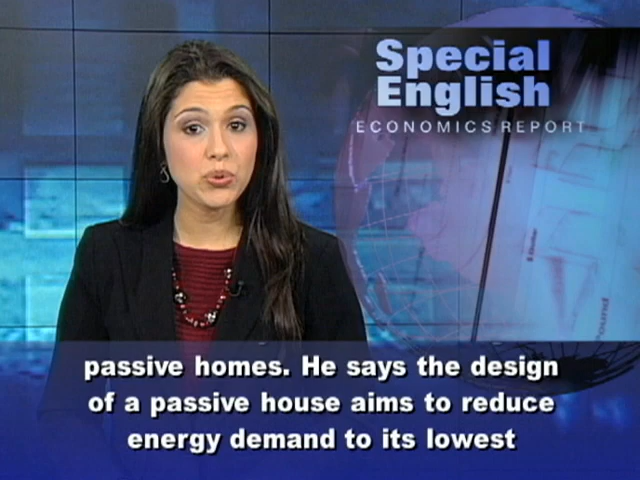 Special
English
ECONOMICS REPORT
passive homes. He says the design
of a passive house aims to reduce
energy demand to its lowest